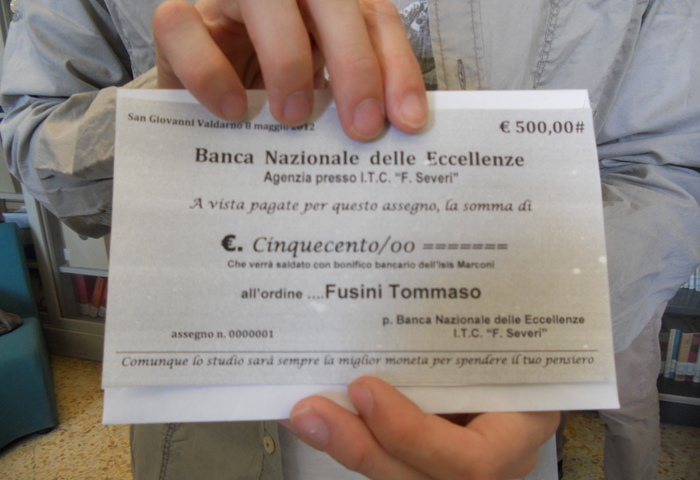 San Giovanni Valdarno 8 maggio 2012
€ 500,00#
Banca Nazionale delle Eccellenze
Agenzia presso I.T.C. "F. Severi"
A vista pagate per questo assegno, la somma di
€. Cinquecento/00 =======
Che verrà saldato con bonifico bancario dell'Isis Marconi
all'ordine ....Fusini Tommaso
p. Banca Nazionale delle Eccellenze
assegno n. 0000001
I.T.C. "F. Severi"
Comunque lo studio sarà sempre la miglior moneta per spendere il tuo pensiero